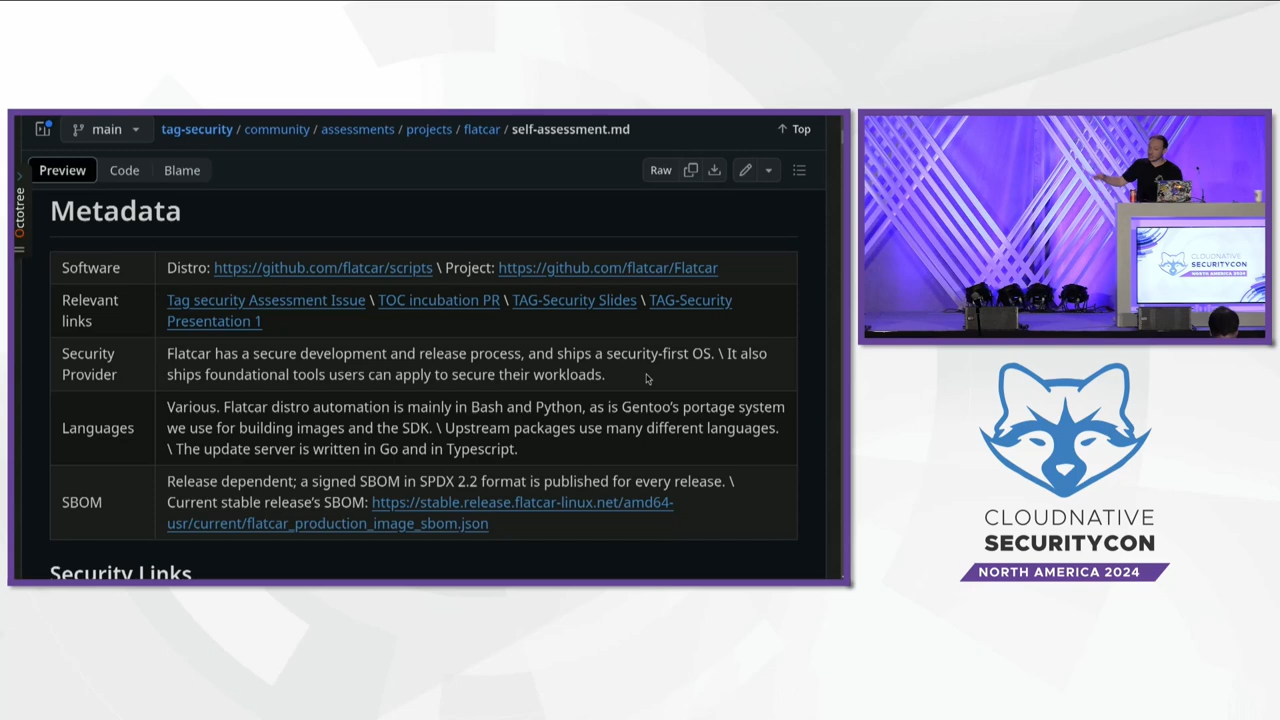 main
tag-security / community / assessments / projects / flatcar / self-assessment.md
Top
Preview
Code
Blame
Raw
Octotree
Metadata
Software
Distro: https://github.com/flatcar/scripts \ Project: https://github.com/flatcar/Flatcar
Relevant
links
Tag security Assessment Issue \ TOC incubation PR \ TAG-Security Slides \ TAG-Security
Presentation 1
Security
Provider
Flatcar has a secure development and release process, and ships a security-first OS. \ It also
ships foundational tools users can apply to secure their workloads.
Languages
Various. Flatcar distro automation is mainly in Bash and Python, as is Gentoo’s portage system
we use for building images and the SDK. \ Upstream packages use many different languages.
\ The update server is written in Go and in Typescript.
SBOM
Release dependent; a signed SBOM in SPDX 2.2 format is published for every release. \
Current stable release’s SBOM: https://stable.release.flatcar-linux.net/amd64-
usr/current/flatcar_production_image_sbom.json
Security Links
CLOUDNATIVE
SECURITYCON
NORTH AMERICA 2024
CLOUDNATIVE
SECURITYCON
NORTH AMERICA 2024